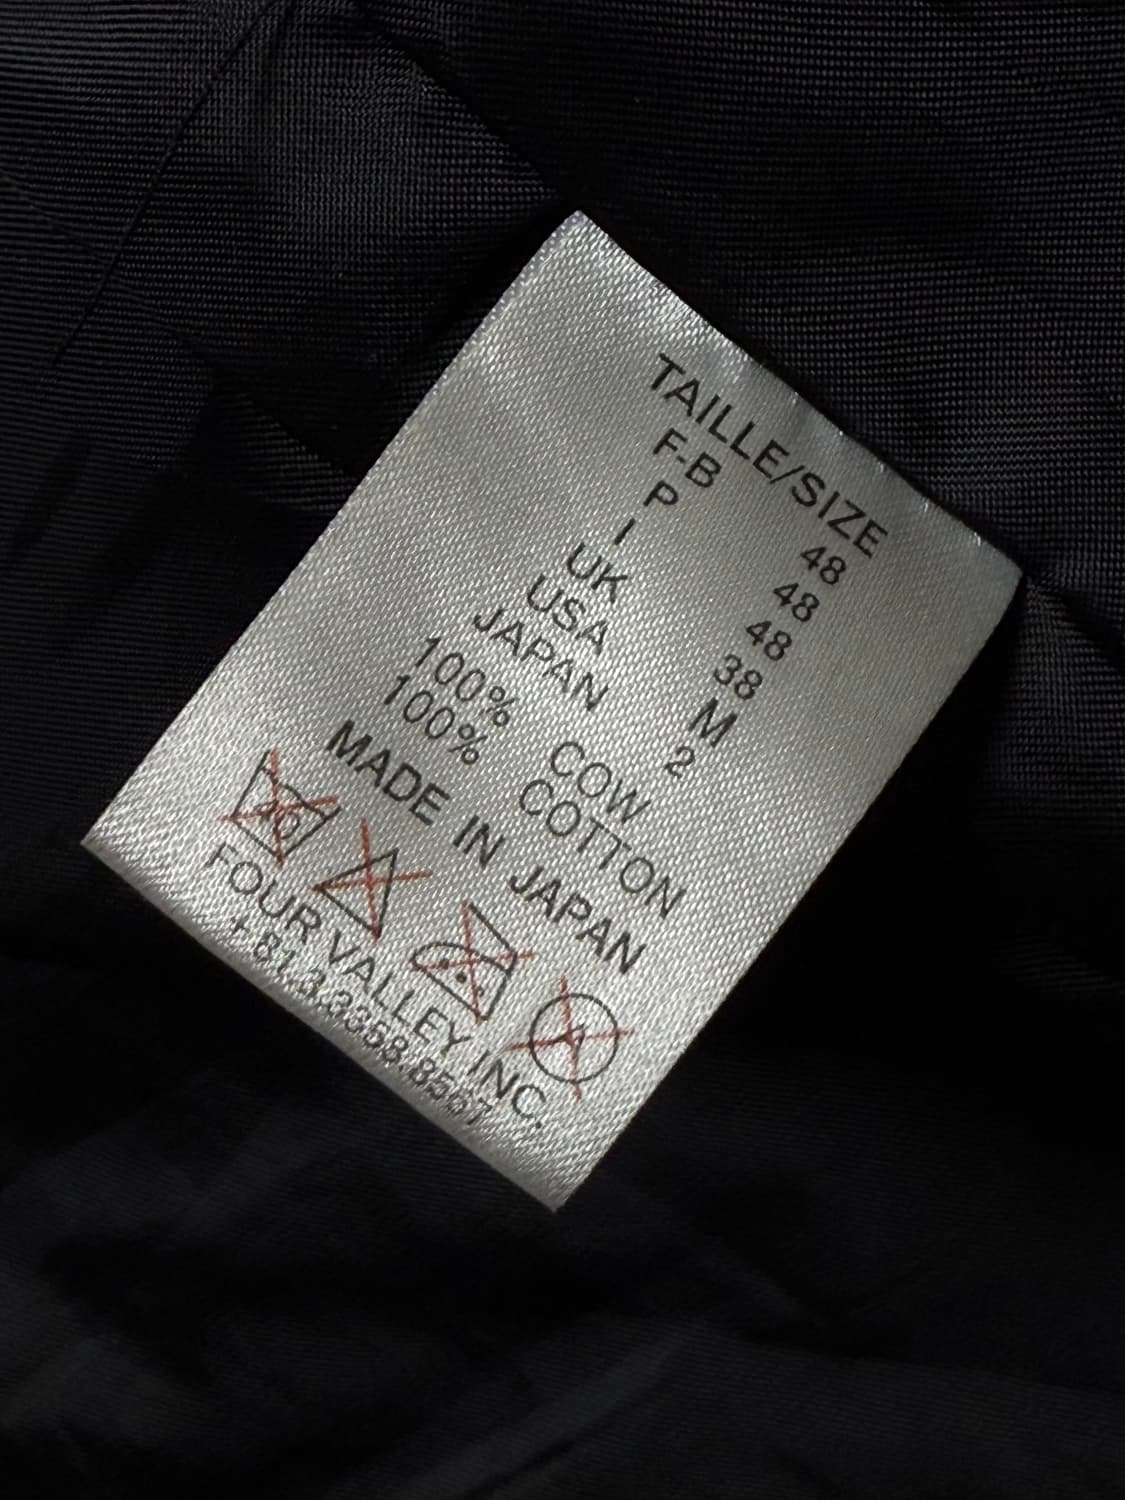 TAILLE/SIZE
F-B 48
P 48
I 48
UK 38
USA M
JAPAN 2
100% COW
100% COTTON
MADE IN JAPAN
FOUR VALLEY INC.
+81.3.3358.8567